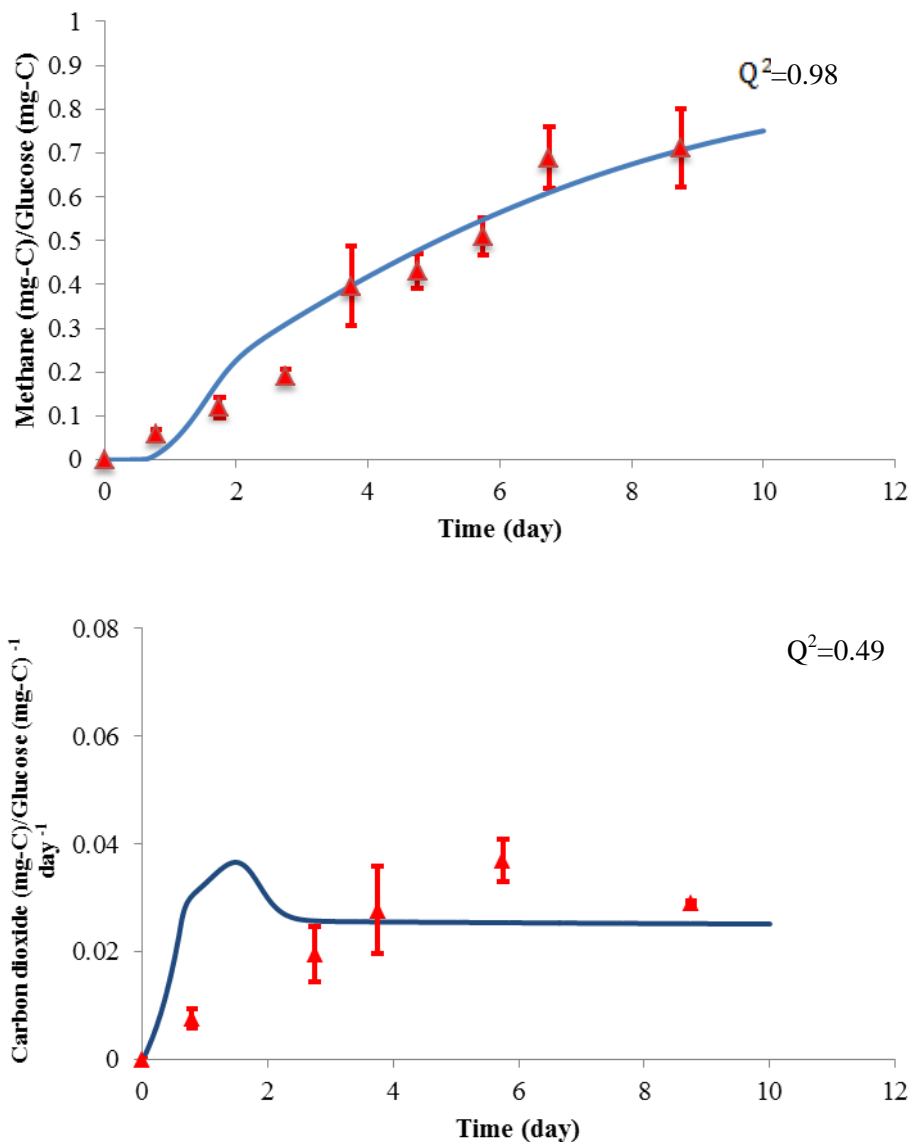 1
0.9
0.8
0.7
0.6
0.5
0.4
0.3
0.2
0.1
0
Methane (mg-C)/Glucose (mg-C)
Q²=0.98
0 2 4 6 8 10 12
Time (day)
0.08
0.06
0.04
0.02
0
Carbon dioxide (mg-C)/Glucose (mg-C) ⁻¹
day ⁻¹
Q²=0.49
0 2 4 6 8 10 12
Time (day)